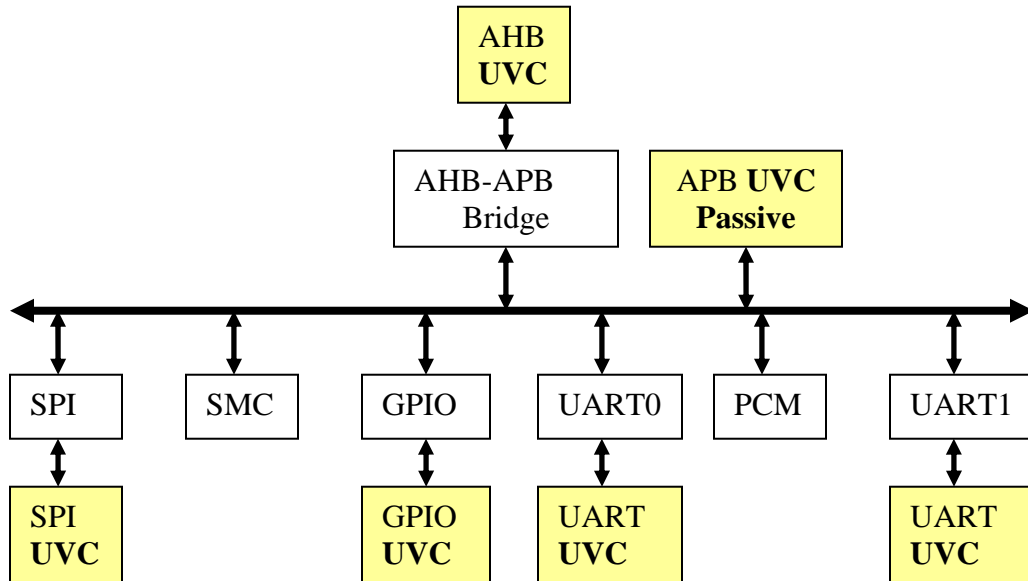 AHB
UVC
AHB-APB
Bridge
APB UVC
Passive
SPI
SMC
GPIO
UART0
PCM
UART1
SPI
UVC
GPIO
UVC
UART
UVC
UART
UVC